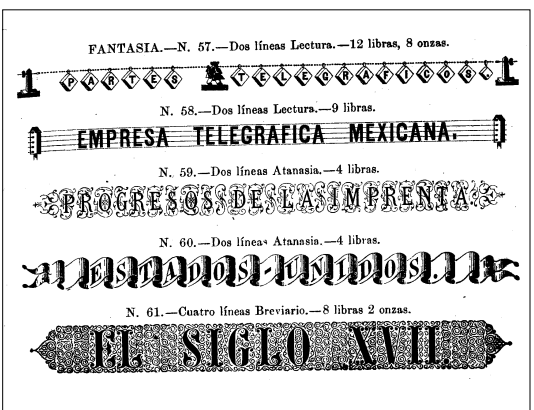 FANTASIA.—N. 57.—Dos líneas Lectura.—12 libras, 8 onzas.
PARTES TELEGRAFICOS.
N. 58.—Dos líneas Lectura.—9 libras.
EMPRESA TELEGRAFICA MEXICANA.
N. 59.—Dos líneas Atanasia.—4 libras.
PROGRESOS DE LA IMPRENTA
N. 60.—Dos líneas Atanasia.—4 libras.
ESTADOS-UNIDOS.
N. 61.—Cuatro líneas Breviario.—8 libras 2 onzas.
EL SIGLO XVII.